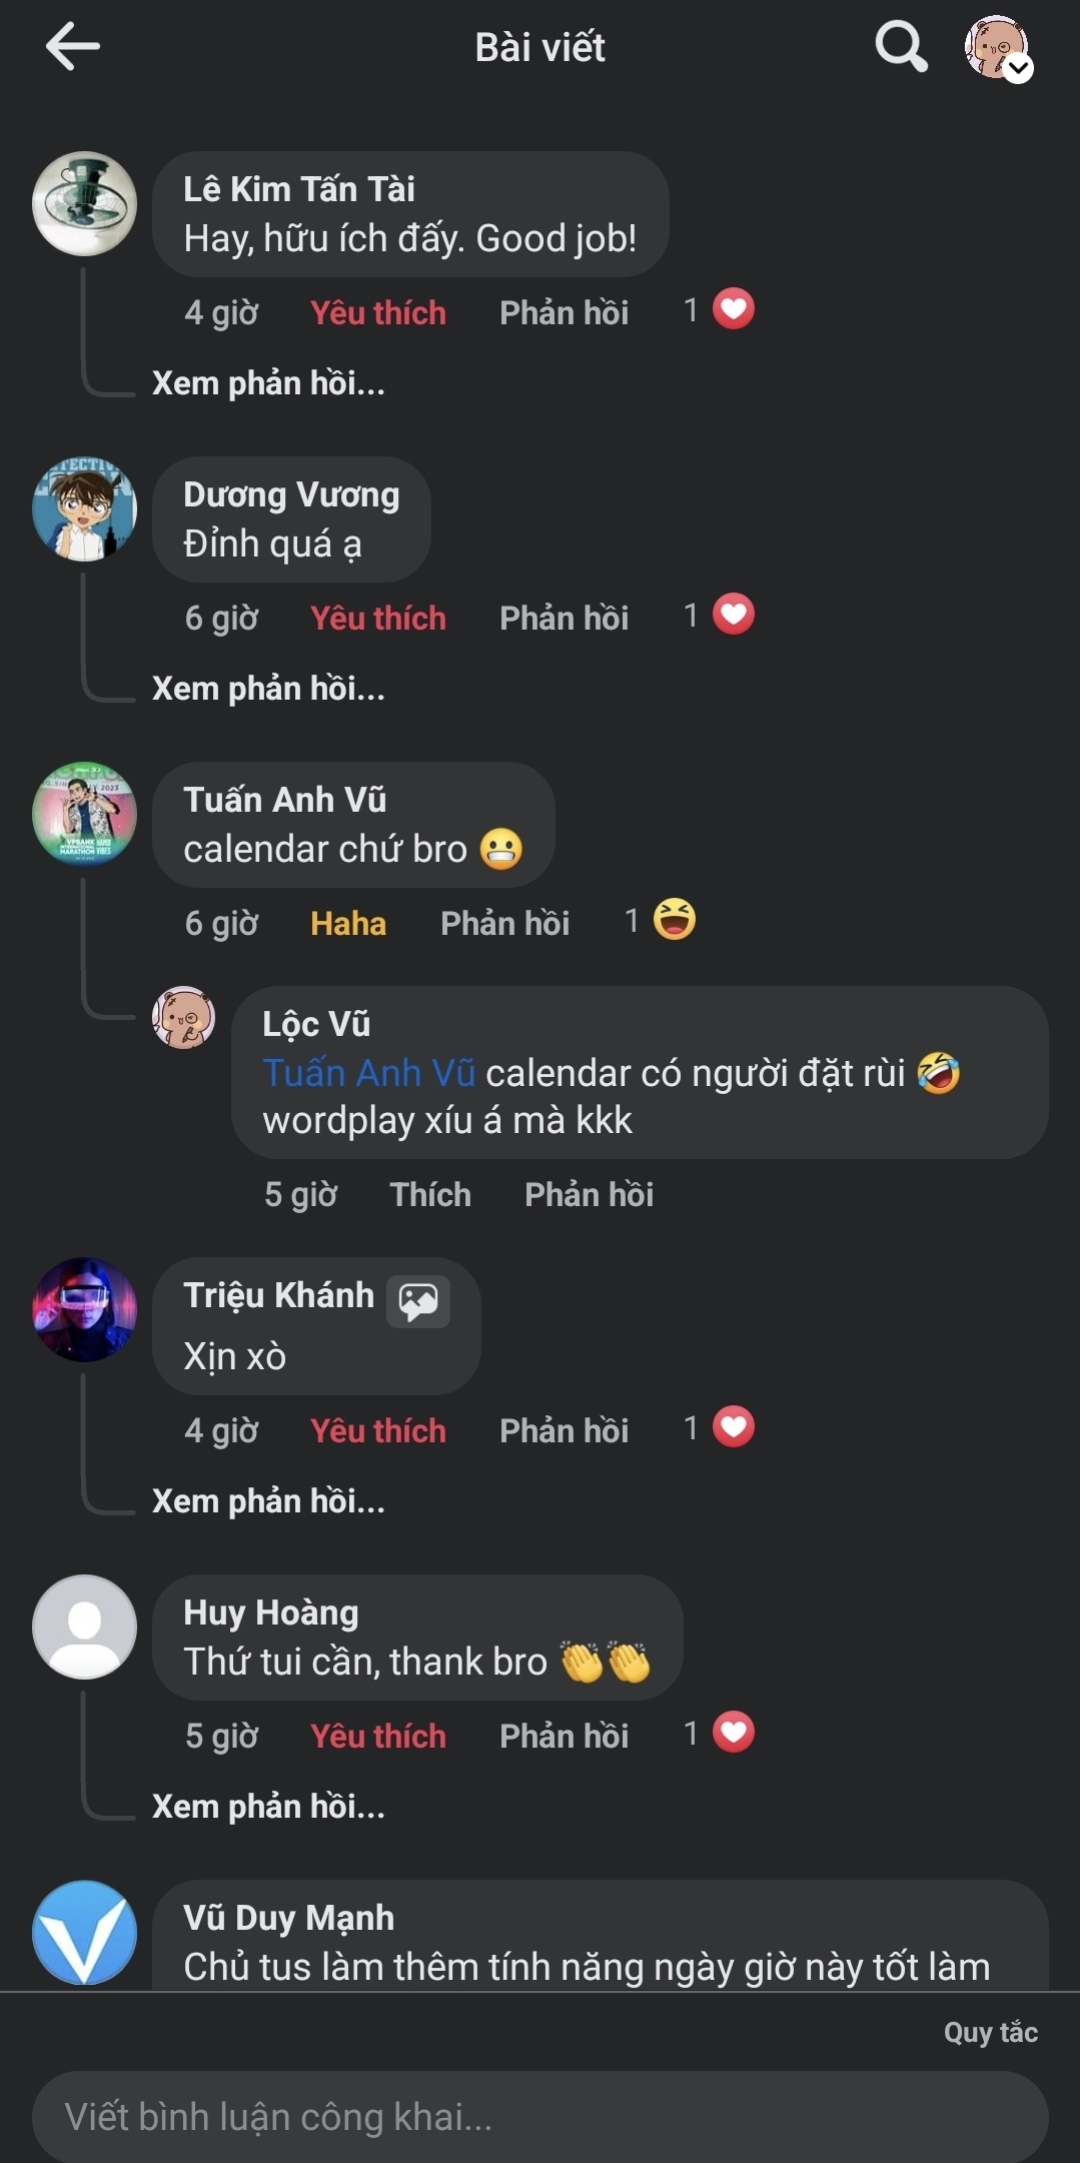 Bài viết
Lê Kim Tấn Tài
Hay, hữu ích đấy. Good job!
4 giờ Yêu thích Phản hồi 1
Xem phản hồi...
Dương Vương
Đỉnh quá ạ
6 giờ Yêu thích Phản hồi 1
Xem phản hồi...
Tuấn Anh Vũ
calendar chứ bro 😬
6 giờ Haha Phản hồi 1
Lộc Vũ
Tuấn Anh Vũ calendar có người đặt rùi 🤣
wordplay xíu á mà kkk
5 giờ Thích Phản hồi
Triệu Khánh
Xịn xò
4 giờ Yêu thích Phản hồi 1
Xem phản hồi...
Huy Hoàng
Thứ tui cần, thank bro 👏👏
5 giờ Yêu thích Phản hồi 1
Xem phản hồi...
Vũ Duy Mạnh
Chủ tus làm thêm tính năng ngày giờ này tốt làm
Quy tắc
Viết bình luận công khai...